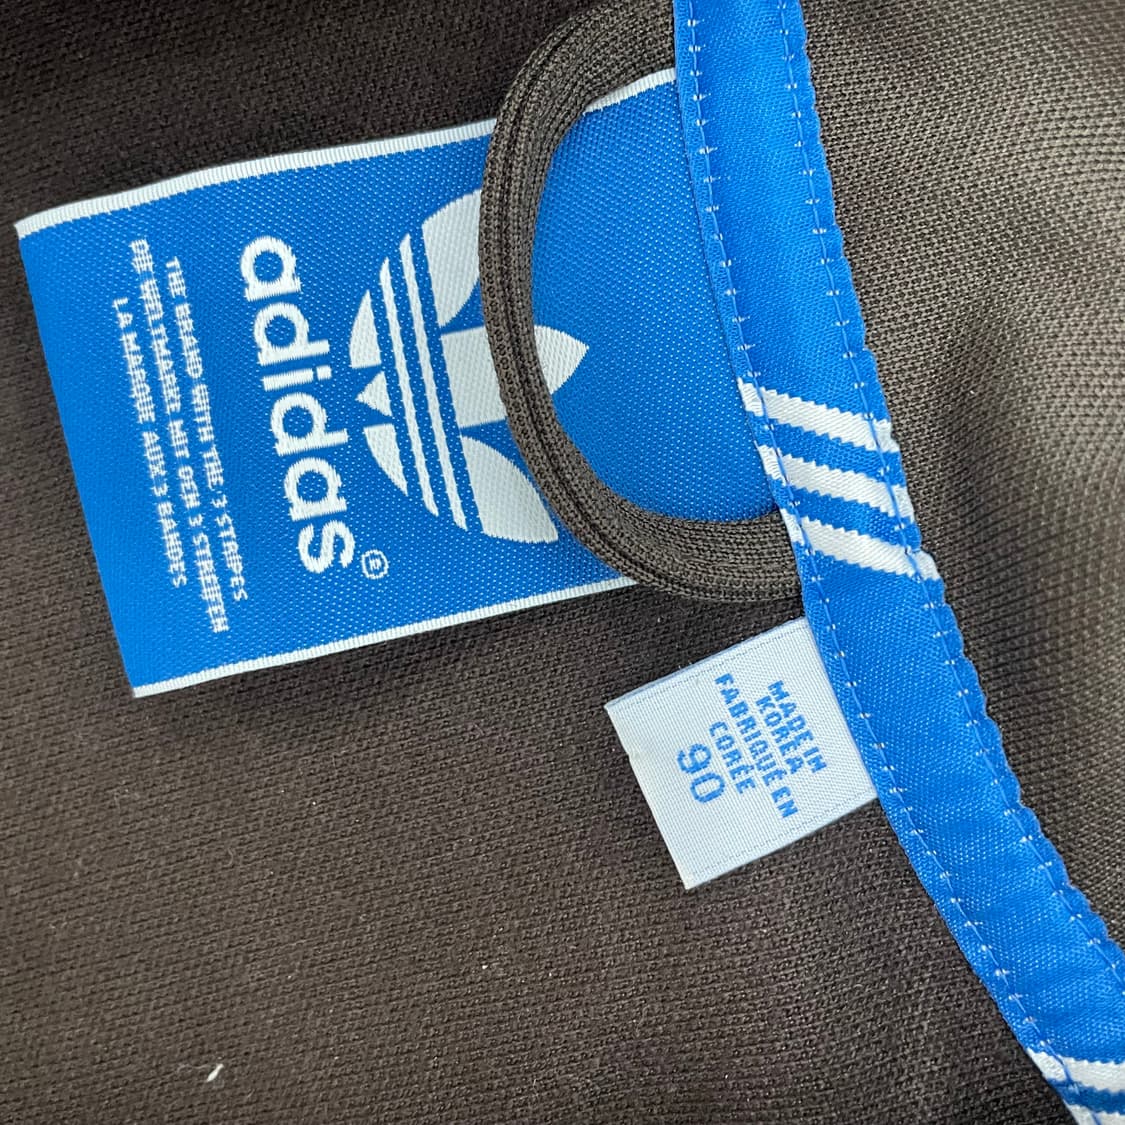 adidas®
THE BRAND WITH THE 3 STRIPES
DIE WELTMARKE MIT DEN 3 STREIFEN
LA MARQUE AUX 3 BANDES
MADE IN
KOREA
FABRIQUÉ EN
CORÉE
90